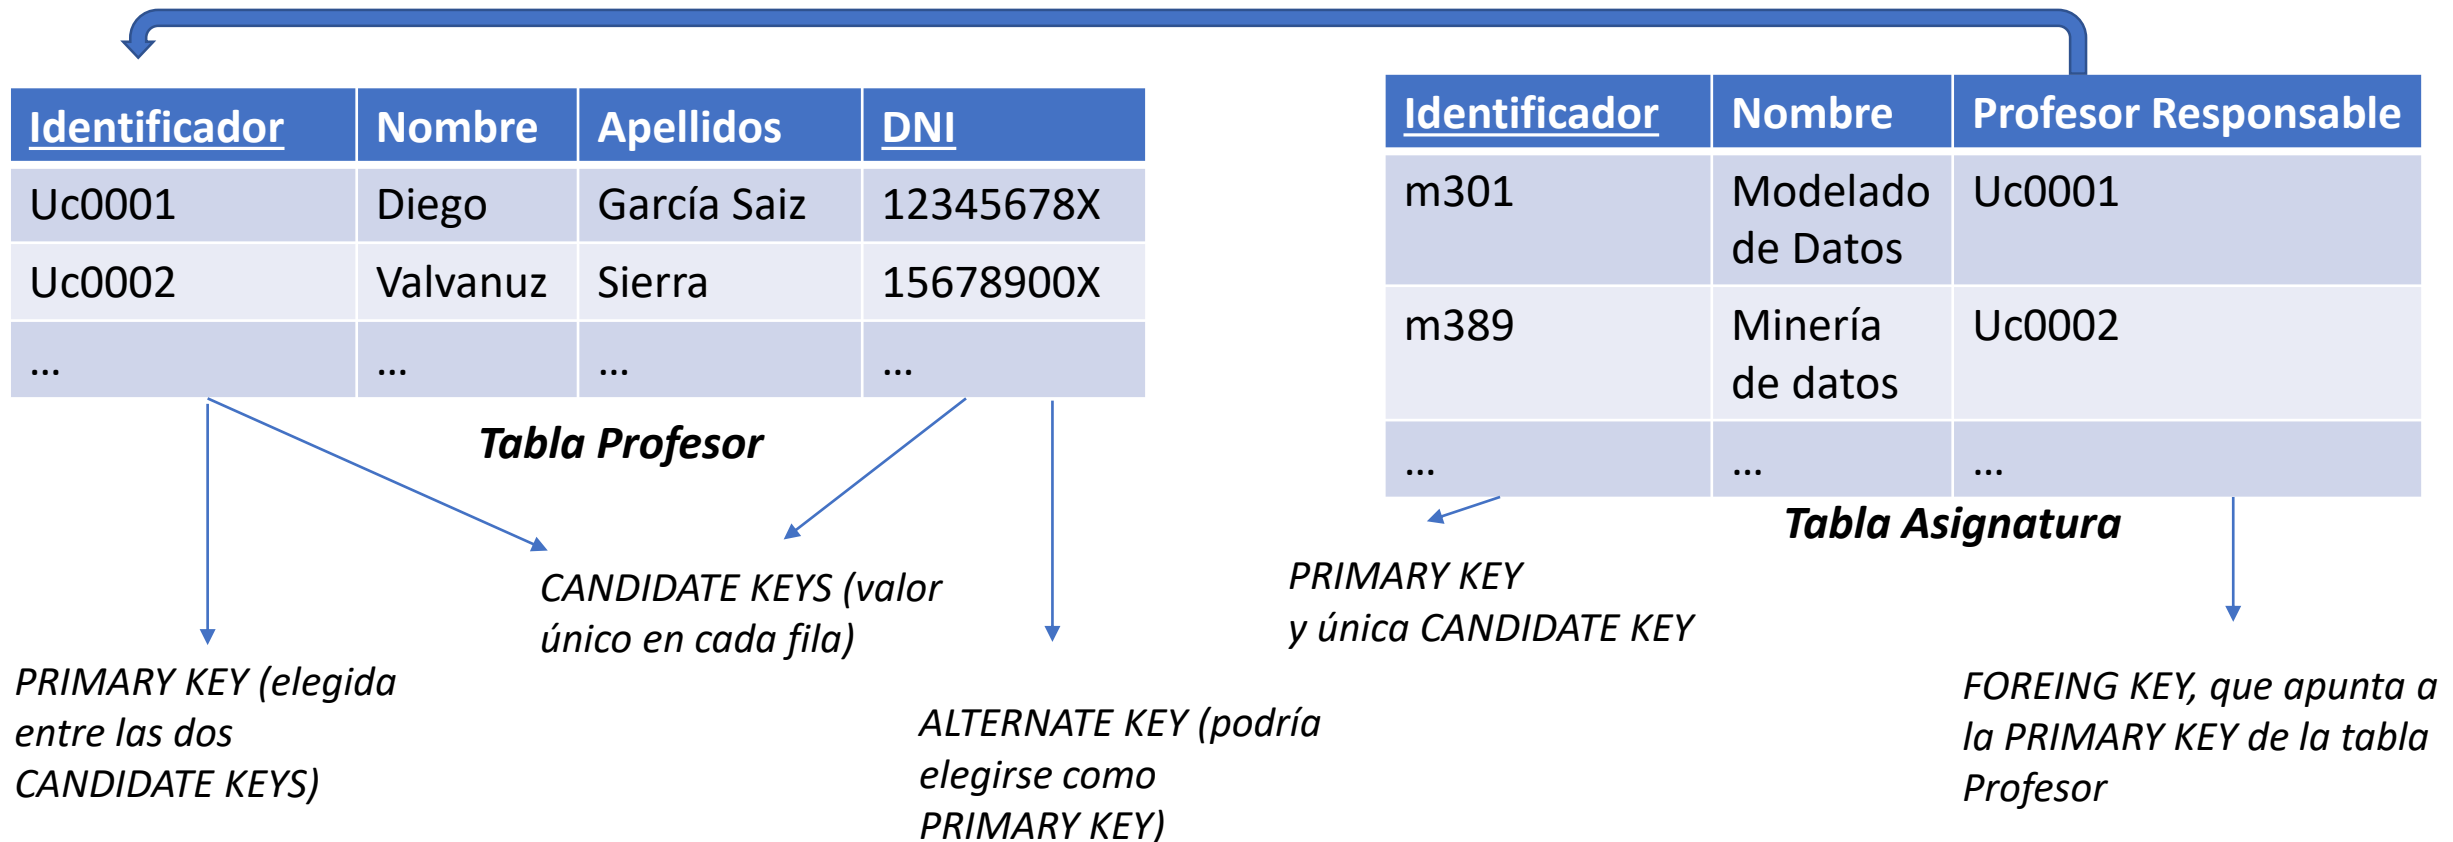 Identificador Nombre Apellidos DNI
Uc0001 Diego García Saiz 12345678X
Uc0002 Valvanuz Sierra 15678900X
... ... ... ...
Tabla Profesor
Identificador Nombre Profesor Responsable
m301 Modelado Uc0001
de Datos
m389 Minería Uc0002
de datos
... ... ...
Tabla Asignatura
PRIMARY KEY (elegida
entre las dos
CANDIDATE KEYS)
CANDIDATE KEYS (valor
único en cada fila)
ALTERNATE KEY (podría
elegirse como
PRIMARY KEY)
PRIMARY KEY
y única CANDIDATE KEY
FOREING KEY, que apunta a
la PRIMARY KEY de la tabla
Profesor